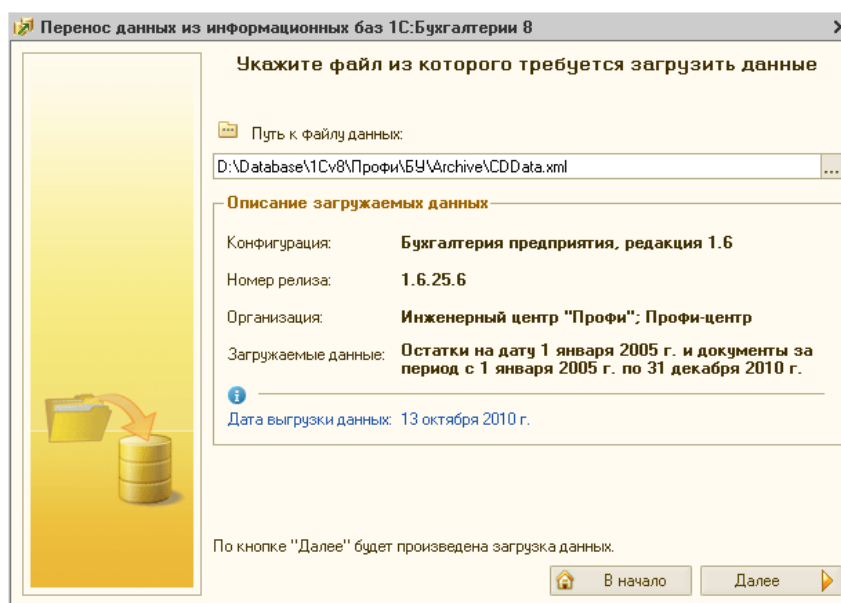 Перенос данных из информационных баз 1С:Бухгалтерии 8
Укажите файл из которого требуется загрузить данные
Путь к файлу данных:
D:\Database\1Cv8\Профи\БУ\Archive\CDData.xml
...
Описание загружаемых данных
Конфигурация: Бухгалтерия предприятия, редакция 1.6
Номер релиза: 1.6.25.6
Организация: Инженерный центр "Профи"; Профи-центр
Загружаемые данные: Остатки на дату 1 января 2005 г. и документы за
период с 1 января 2005 г. по 31 декабря 2010 г.
Дата выгрузки данных: 13 октября 2010 г.
По кнопке "Далее" будет произведена загрузка данных.
В начало Далее